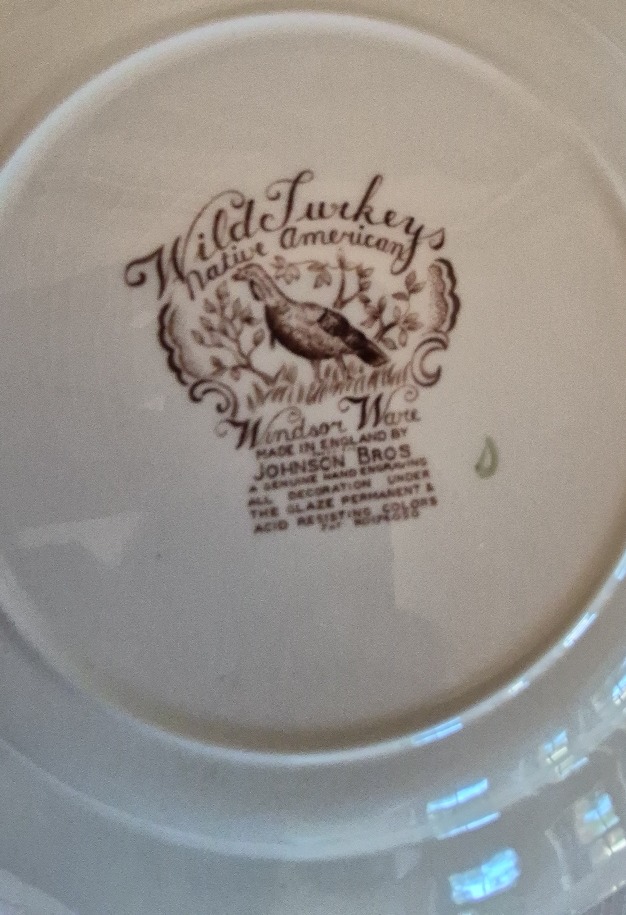 Wild Turkeys
Native American
Windsor Ware
MADE IN ENGLAND BY
JOHNSON BROS
A GENUINE HAND ENGRAVING
ALL DECORATION UNDER
THE GLAZE PERMANENT &
ACID RESISTING COLORS